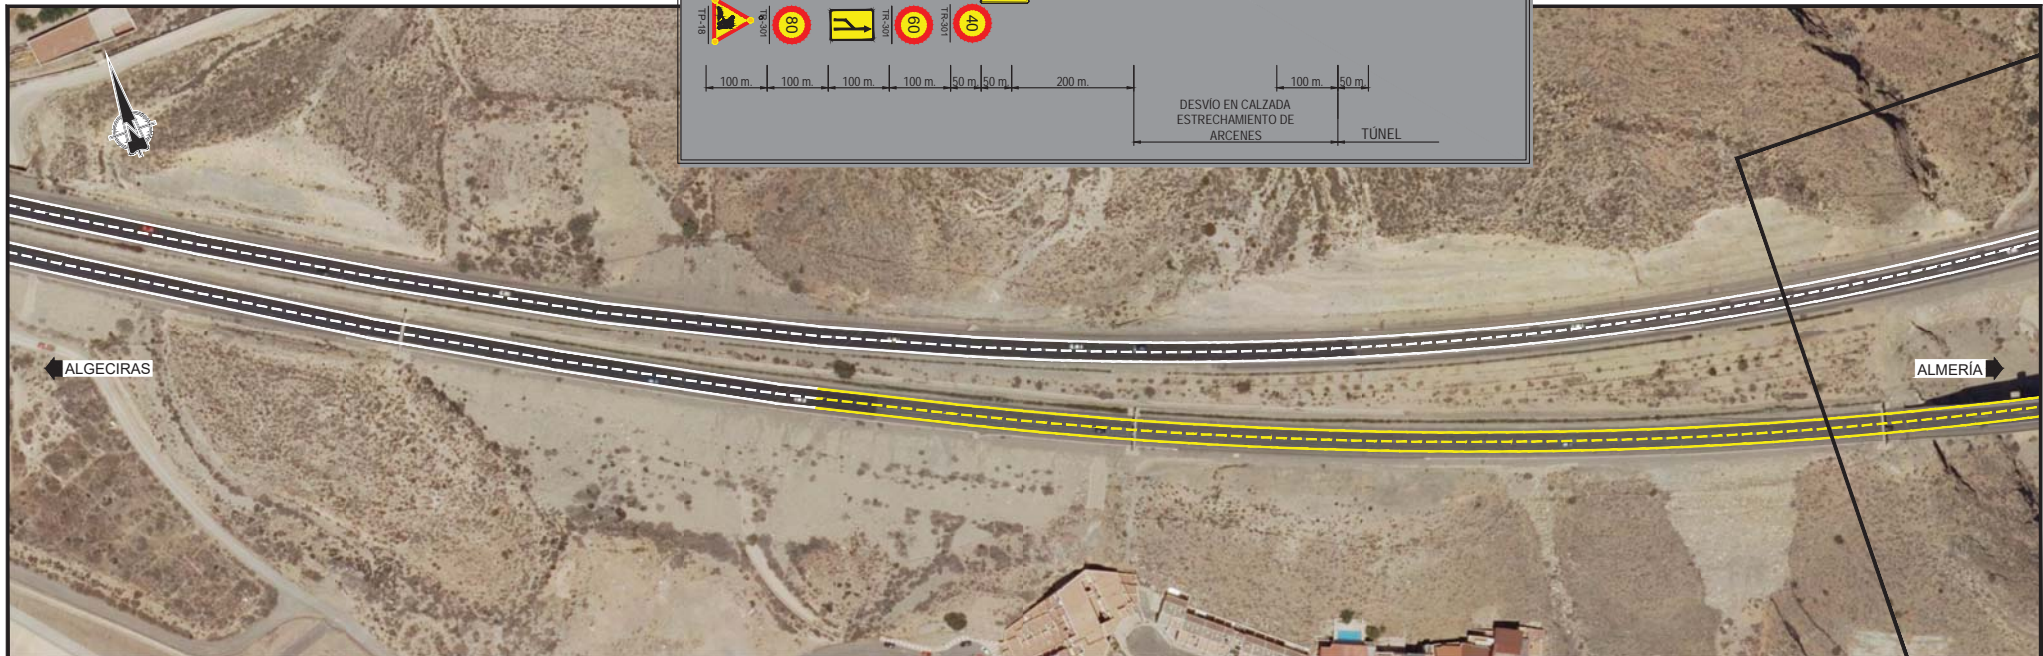 TP-18
TR-301
80
TR-301
60
TR-301
40
100 m. 100 m. 100 m. 100 m. 50 m. 50 m. 200 m. 100 m. 50 m.
DESVÍO EN CALZADA
ESTRECHAMIENTO DE
ARCENES
TÚNEL
N
ALGECIRAS
ALMERÍA